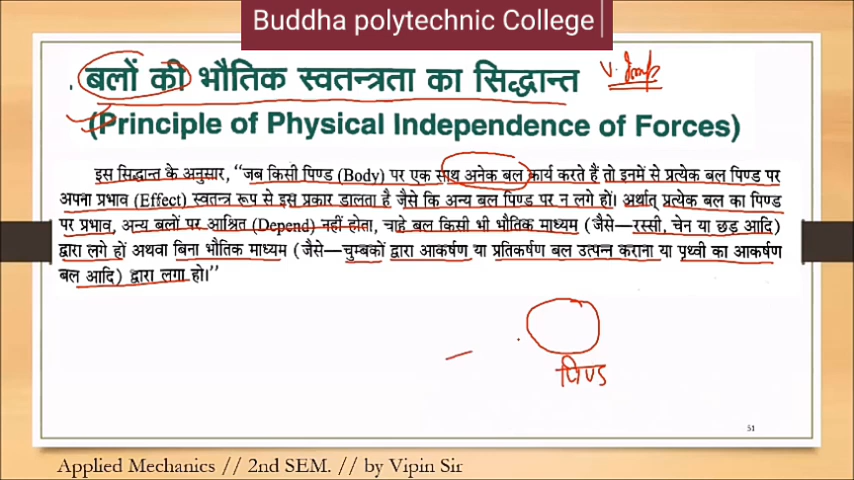 Buddha polytechnic College
बलों की भौतिक स्वतन्त्रता का सिद्धान्त
V. Imp
(Principle of Physical Independence of Forces)
इस सिद्धान्त के अनुसार, “जब किसी पिण्ड (Body) पर एक साथ अनेक बल कार्य करते हैं तो इनमें से प्रत्येक बल पिण्ड पर
अपना प्रभाव (Effect) स्वतन्त्र रूप से इस प्रकार डालता है जैसे कि अन्य बल पिण्ड पर न लगे हों। अर्थात् प्रत्येक बल का पिण्ड
पर प्रभाव, अन्य बलों पर आश्रित (Depend) नहीं होता, चाहे बल किसी भी भौतिक माध्यम (जैसे—रस्सी, चेन या छड़ आदि)
द्वारा लगे हों अथवा बिना भौतिक माध्यम (जैसे—चुम्बकों द्वारा आकर्षण या प्रतिकर्षण बल उत्पन्न कराना या पृथ्वी का आकर्षण
बल आदि) द्वारा लगा हो।”
पिण्ड
51
Applied Mechanics // 2nd SEM. // by Vipin Sir